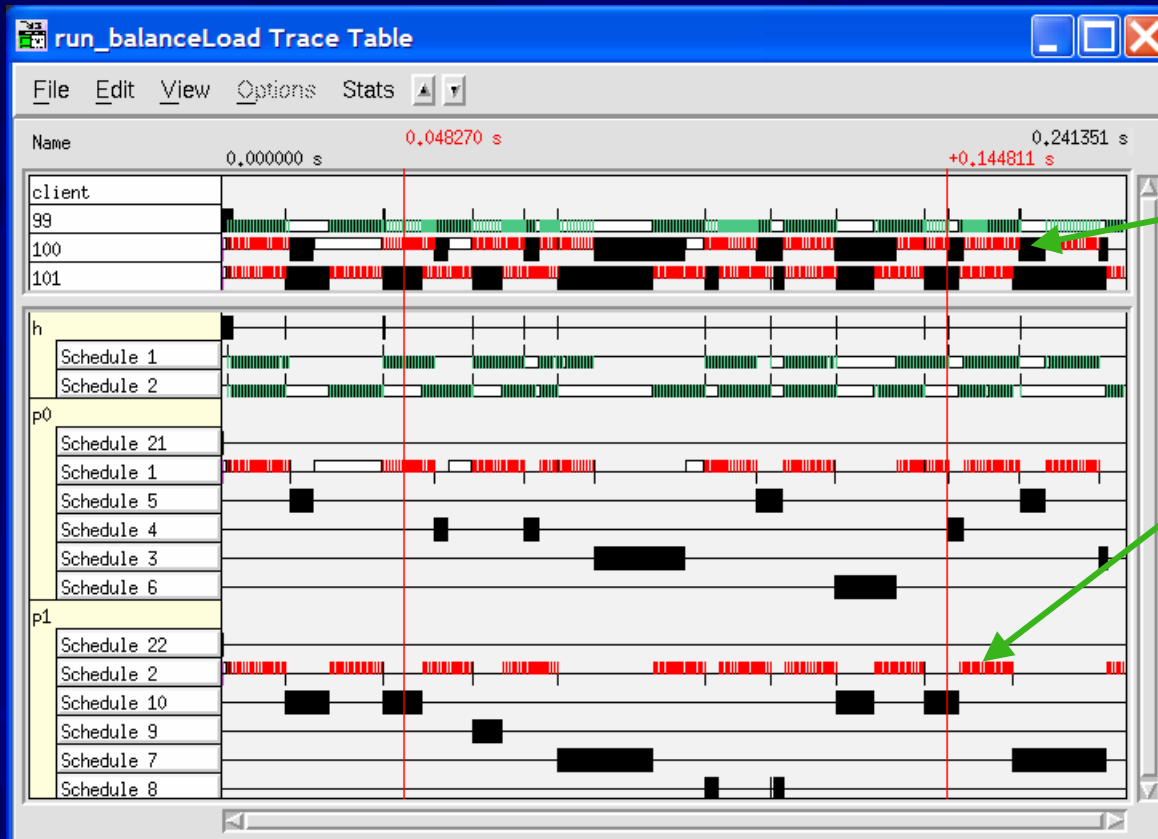 run_balanceLoad Trace Table
File Edit View Options Stats
Name 0.048270 s 0.241351 s
0.000000 s +0.144811 s
client
99
100
101
h
Schedule 1
Schedule 2
p0
Schedule 21
Schedule 1
Schedule 5
Schedule 4
Schedule 3
Schedule 6
p1
Schedule 22
Schedule 2
Schedule 10
Schedule 9
Schedule 7
Schedule 8